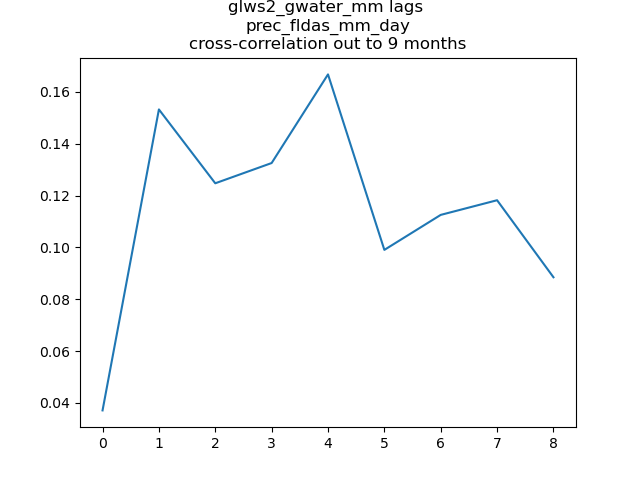 glws2_gwater_mm lags
prec_fldas_mm_day
cross-correlation out to 9 months
0.16
0.14
0.12
0.10
0.08
0.06
0.04
0 1 2 3 4 5 6 7 8